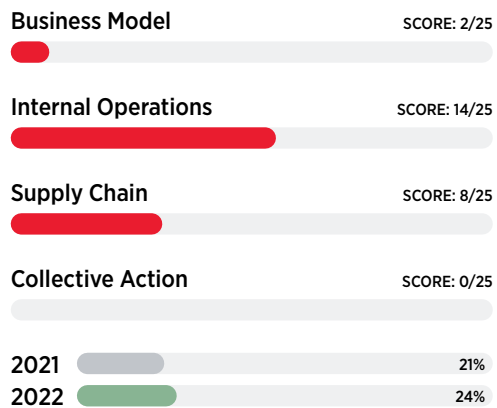 Business Model SCORE: 2/25
Internal Operations SCORE: 14/25
Supply Chain SCORE: 8/25
Collective Action SCORE: 0/25
2021 21%
2022 24%